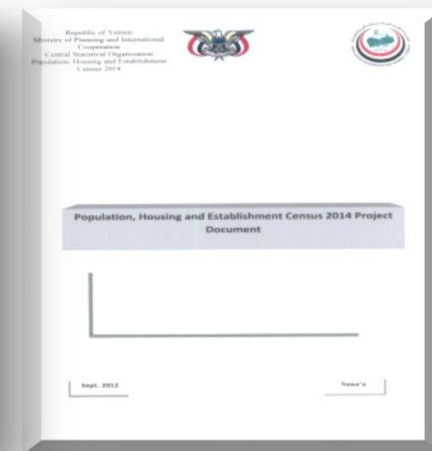 Republic of Yemen
Ministry of Planning and International
Cooperation
Central Statistical Organization
Population, Housing and Establishment
Census 2014
Population, Housing and Establishment Census 2014 Project
Document
Sept. 2012
Sana'a